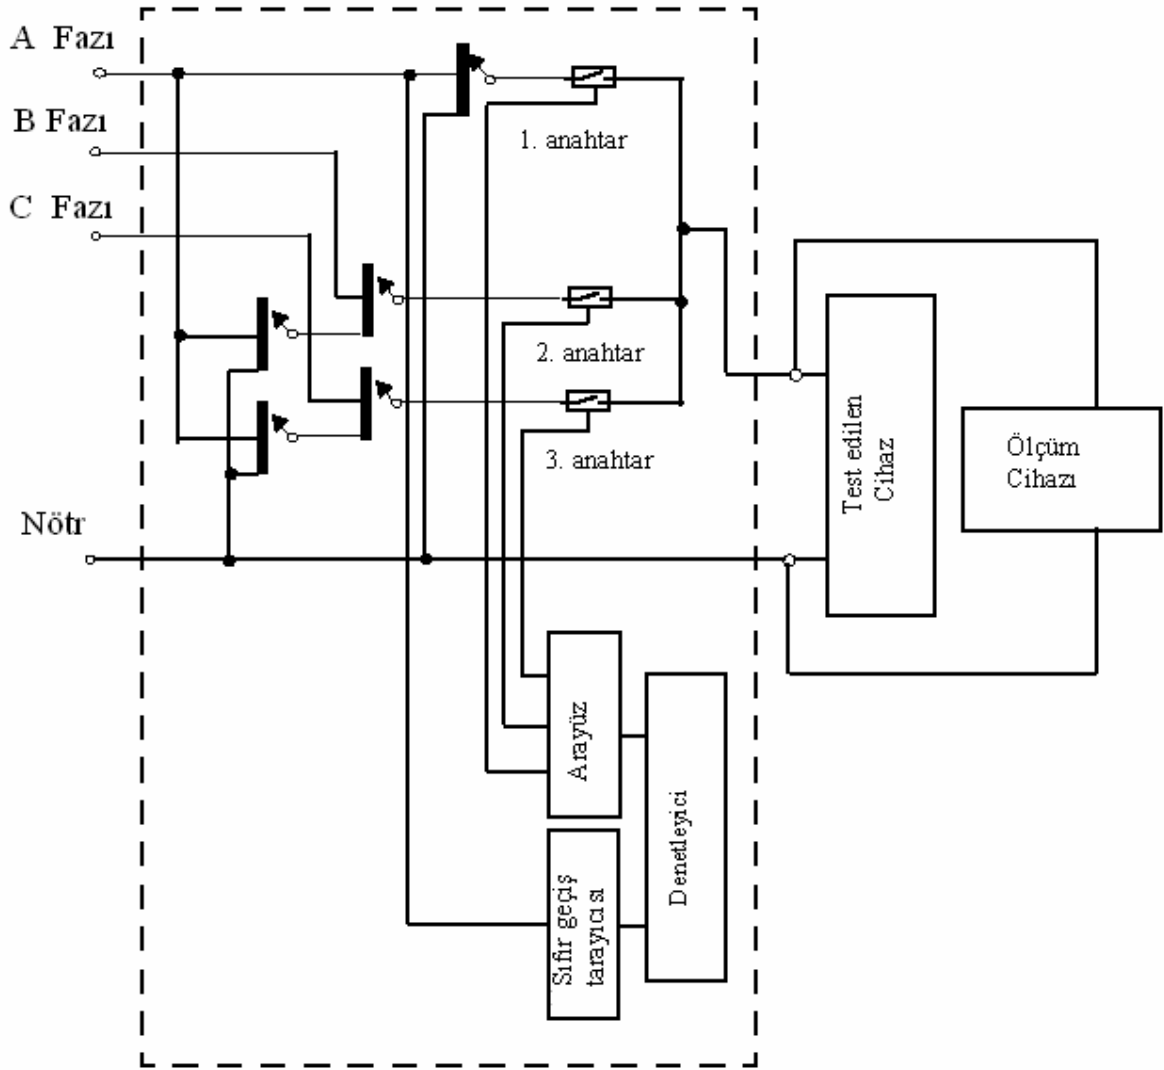 A Fazı
B Fazı
C Fazı
1. anahtar
2. anahtar
3. anahtar
Nötr
Test edilen
Cihaz
Ölçüm
Cihazı
Arayüz
Denetleyici
Sıfır geçiş
tarayıcısı